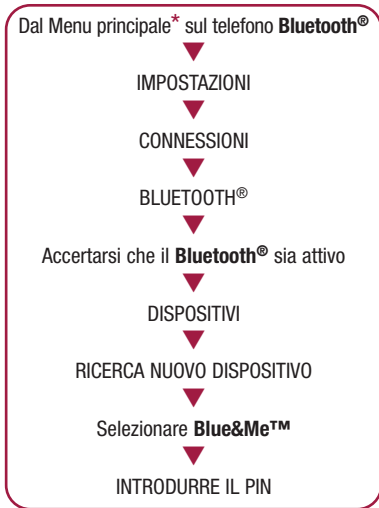 Dal Menu principale* sul telefono Bluetooth®
IMPOSTAZIONI
CONNESSIONI
BLUETOOTH®
Accertarsi che il Bluetooth® sia attivo
DISPOSITIVI
RICERCA NUOVO DISPOSITIVO
Selezionare Blue&Me™
INTRODURRE IL PIN